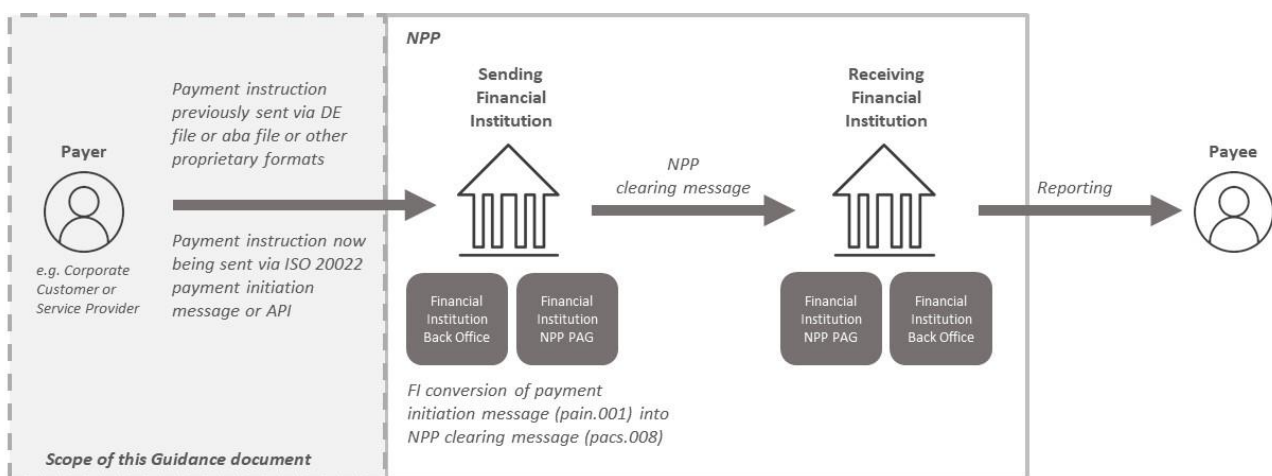 Payer
e.g. Corporate
Customer or
Service Provider
Payment instruction
previously sent via DE
file or aba file or other
proprietary formats
Payment instruction now
being sent via ISO 20022
payment initiation
message or API
Scope of this Guidance document
NPP
Sending
Financial
Institution
Financial
Institution
Back Office
Financial
Institution
NPP PAG
FI conversion of payment
initiation message (pain.001) into
NPP clearing message (pacs.008)
NPP
clearing message
Receiving
Financial
Institution
Financial
Institution
NPP PAG
Financial
Institution
Back Office
Reporting
Payee